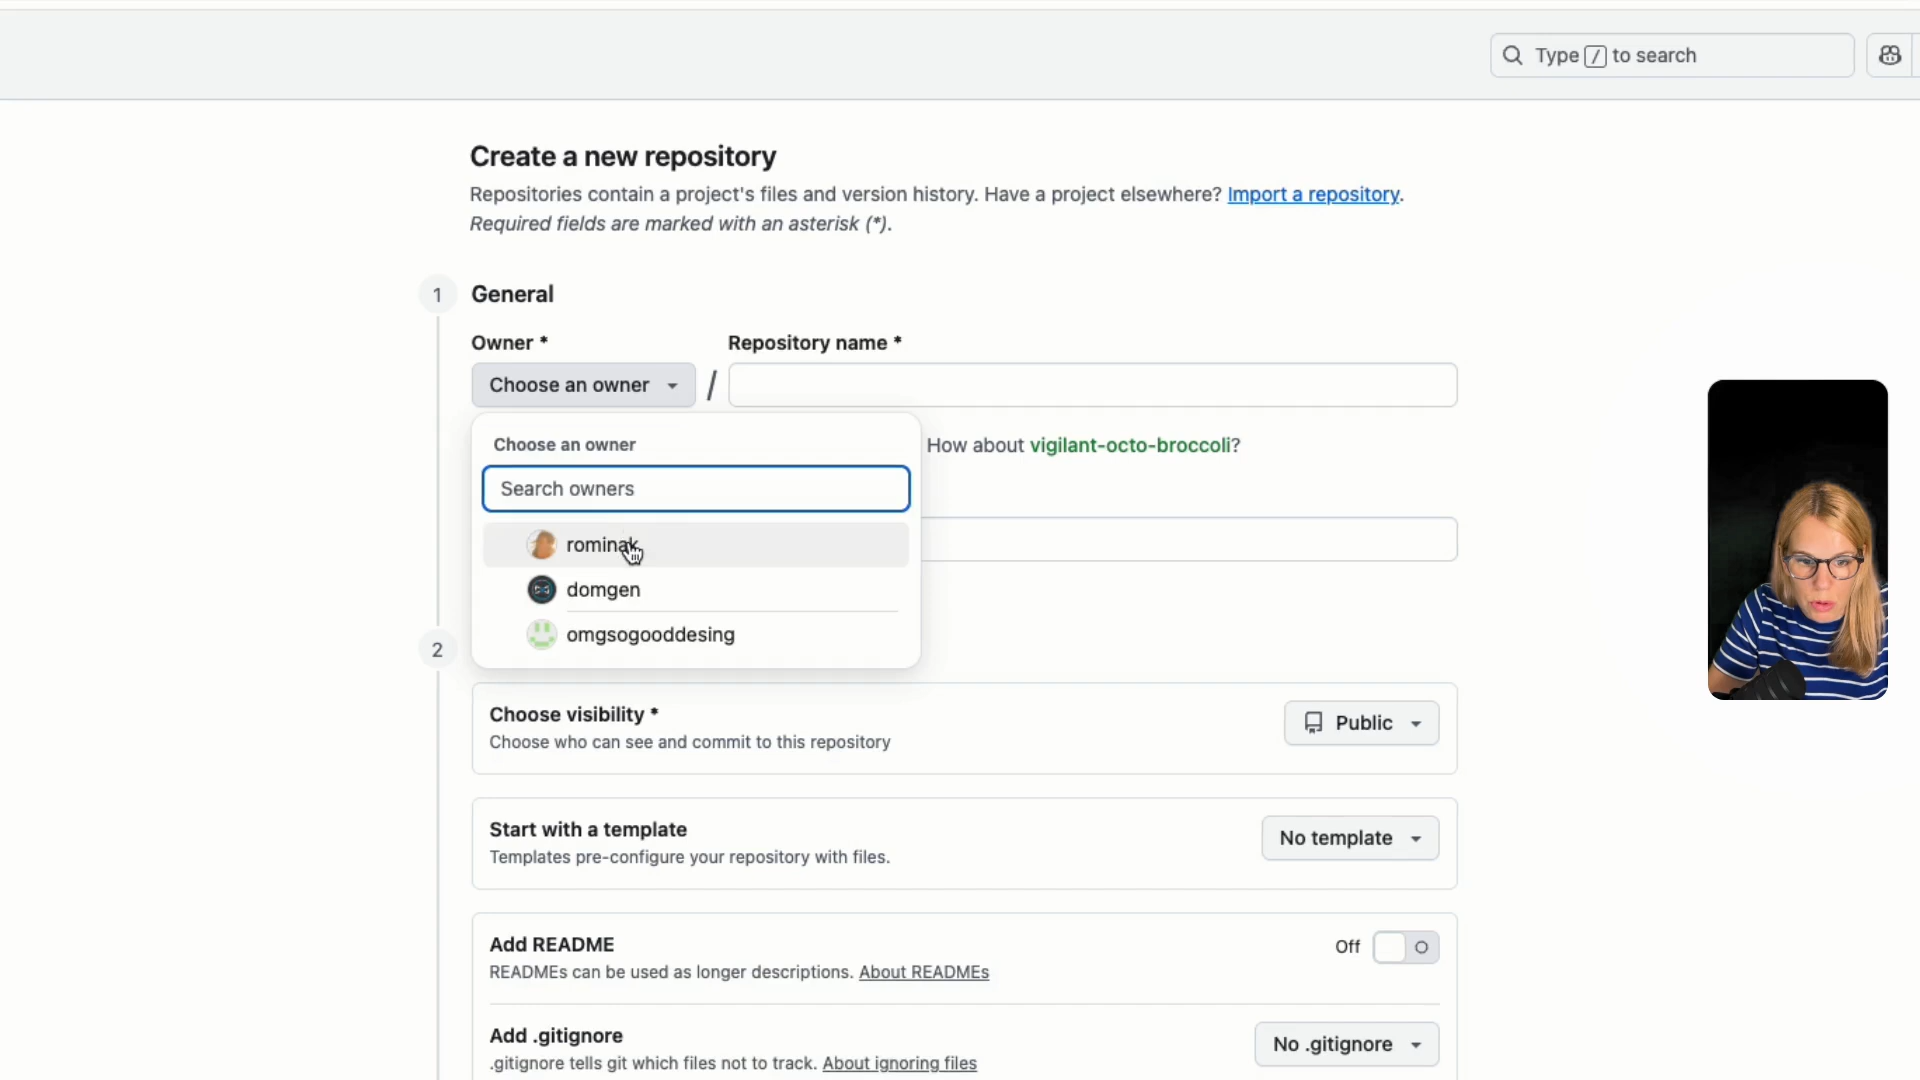 Type / to search
Create a new repository
Repositories contain a project's files and version history. Have a project elsewhere? Import a repository.
Required fields are marked with an asterisk (*).
1 General
Owner * Repository name *
Choose an owner /
Choose an owner
How about vigilant-octo-broccoli?
Search owners
rominak
domgen
omgsogooddesing
2
Choose visibility *
Public
Choose who can see and commit to this repository
Start with a template
No template
Templates pre-configure your repository with files.
Add README
Off
READMEs can be used as longer descriptions. About READMEs
Add .gitignore
No .gitignore
.gitignore tells git which files not to track. About ignoring files